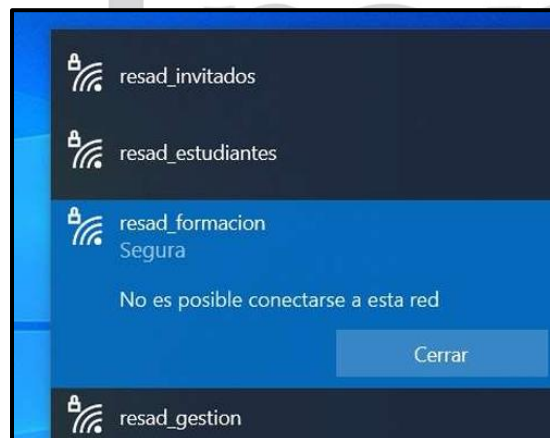 resad_invitados
resad_estudiantes
resad_formacion
Segura
No es posible conectarse a esta red
Cerrar
resad_gestion